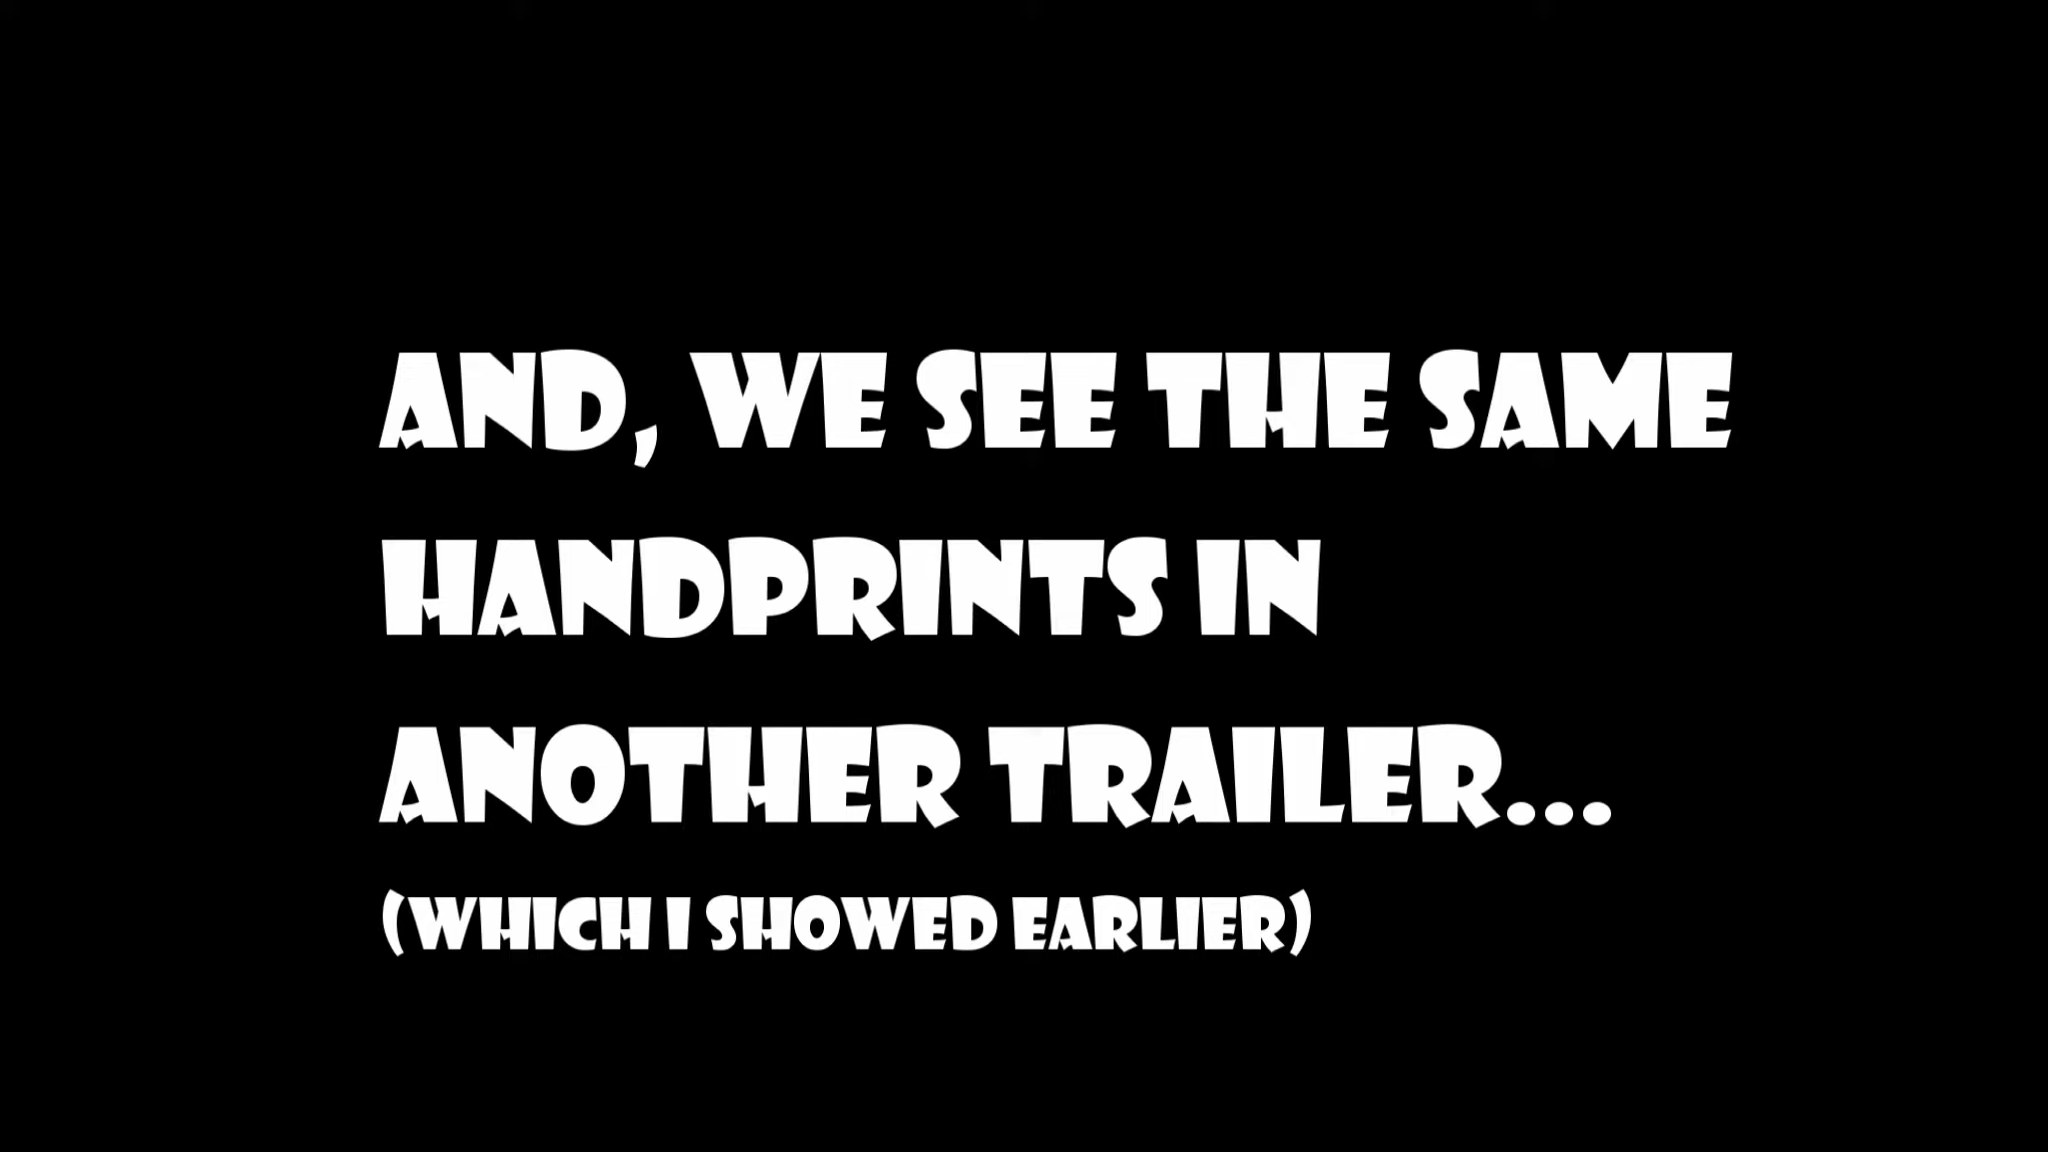 AND, WE SEE THE SAME
HANDPRINTS IN
ANOTHER TRAILER...
(WHICH I SHOWED EARLIER)